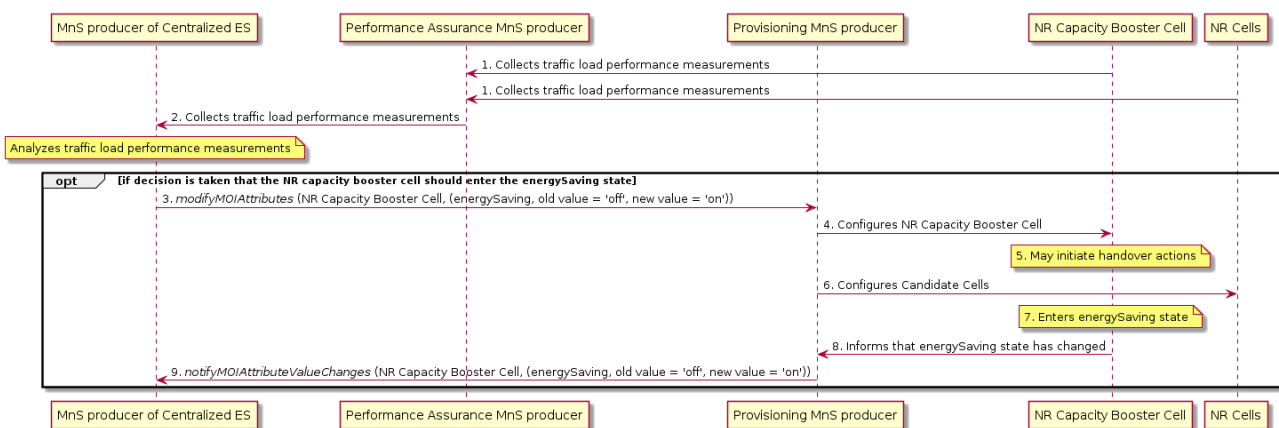 MnS producer of Centralized ES
Performance Assurance MnS producer
Provisioning MnS producer
NR Capacity Booster Cell
NR Cells
1. Collects traffic load performance measurements
1. Collects traffic load performance measurements
2. Collects traffic load performance measurements
Analyzes traffic load performance measurements
opt
[if decision is taken that the NR capacity booster cell should enter the energySaving state]
3. modifyMOIAttributes (NR Capacity Booster Cell, (energySaving, old value = 'off', new value = 'on'))
4. Configures NR Capacity Booster Cell
5. May initiate handover actions
6. Configures Candidate Cells
7. Enters energySaving state
8. Informs that energySaving state has changed
9. notifyMOIAttributeValueChanges (NR Capacity Booster Cell, (energySaving, old value = 'off', new value = 'on'))
MnS producer of Centralized ES
Performance Assurance MnS producer
Provisioning MnS producer
NR Capacity Booster Cell
NR Cells